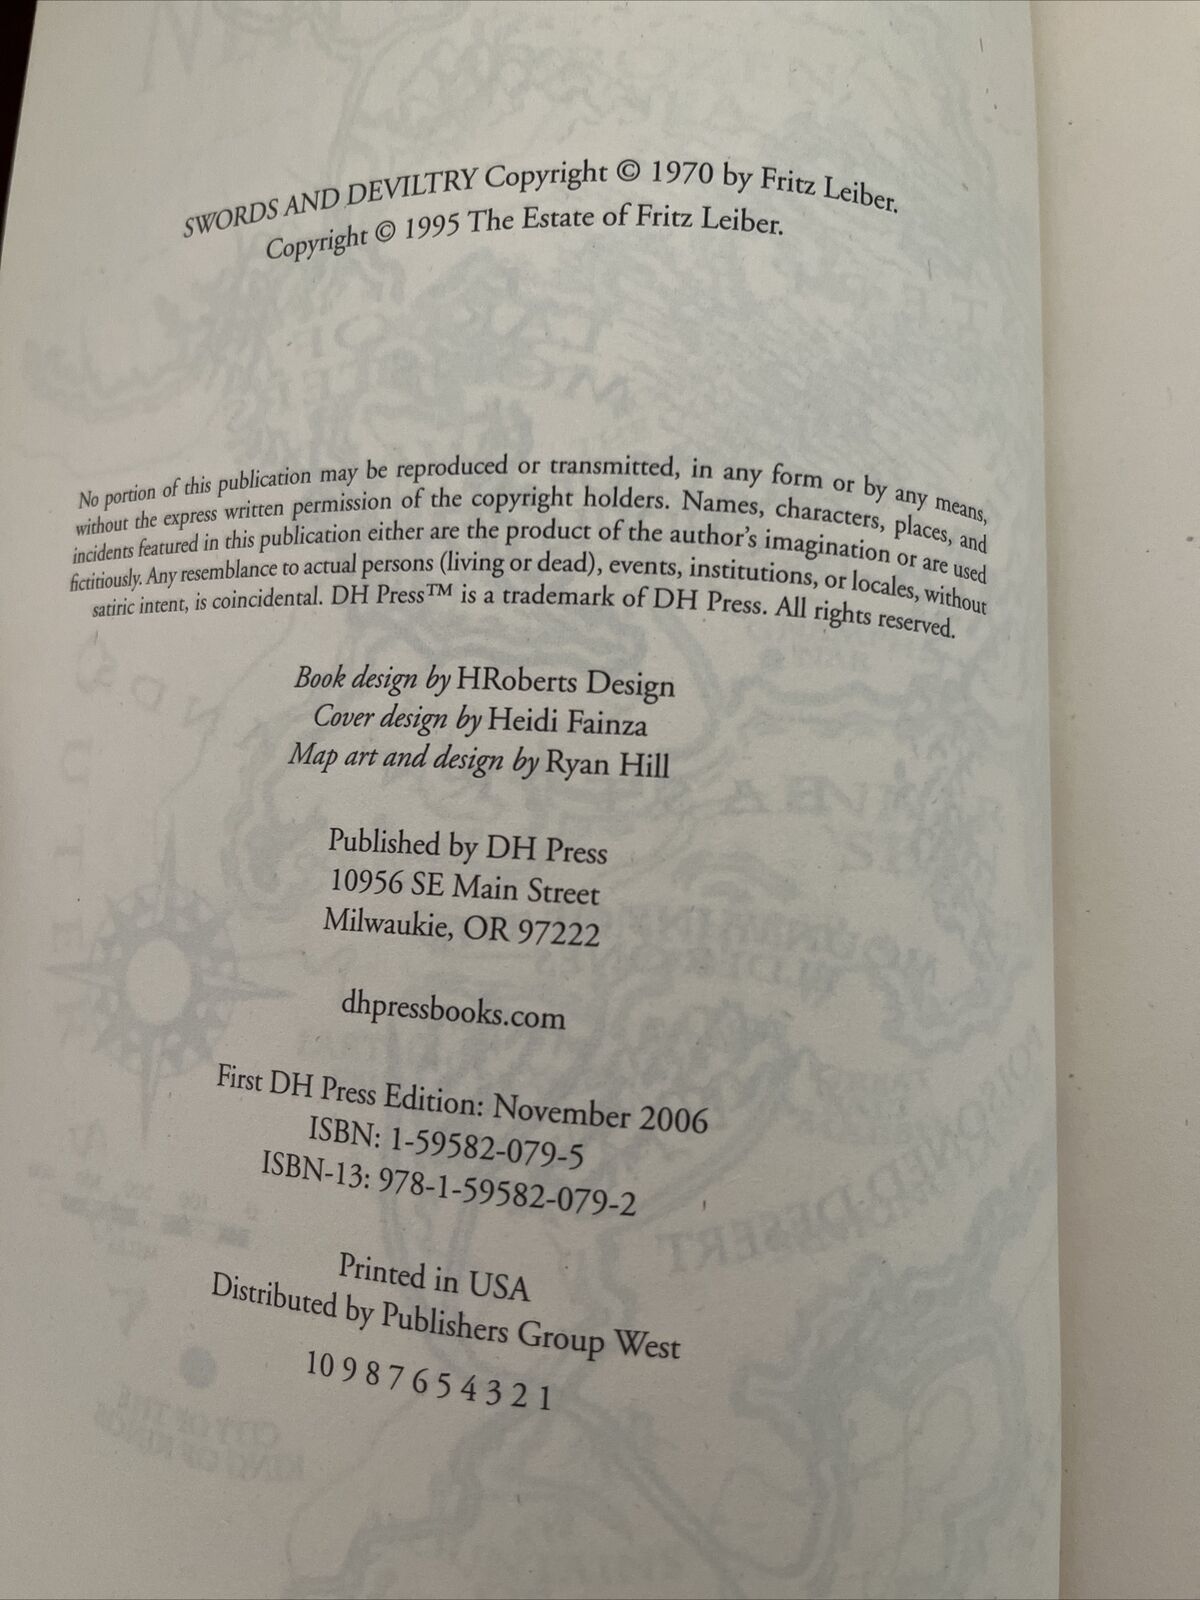 SWORDS AND DEVILTRY Copyright © 1970 by Fritz Leiber.
Copyright © 1995 The Estate of Fritz Leiber.
No portion of this publication may be reproduced or transmitted, in any form or by any means,
without the express written permission of the copyright holders. Names, characters, places, and
incidents featured in this publication either are the product of the author's imagination or are used
fictitiously. Any resemblance to actual persons (living or dead), events, institutions, or locales, without
satiric intent, is coincidental. DH Press™ is a trademark of DH Press. All rights reserved.
Book design by HRoberts Design
Cover design by Heidi Fainza
Map art and design by Ryan Hill
Published by DH Press
10956 SE Main Street
Milwaukie, OR 97222
dhpressbooks.com
First DH Press Edition: November 2006
ISBN: 1-59582-079-5
ISBN-13: 978-1-59582-079-2
Printed in USA
Distributed by Publishers Group West
10 9 8 7 6 5 4 3 2 1